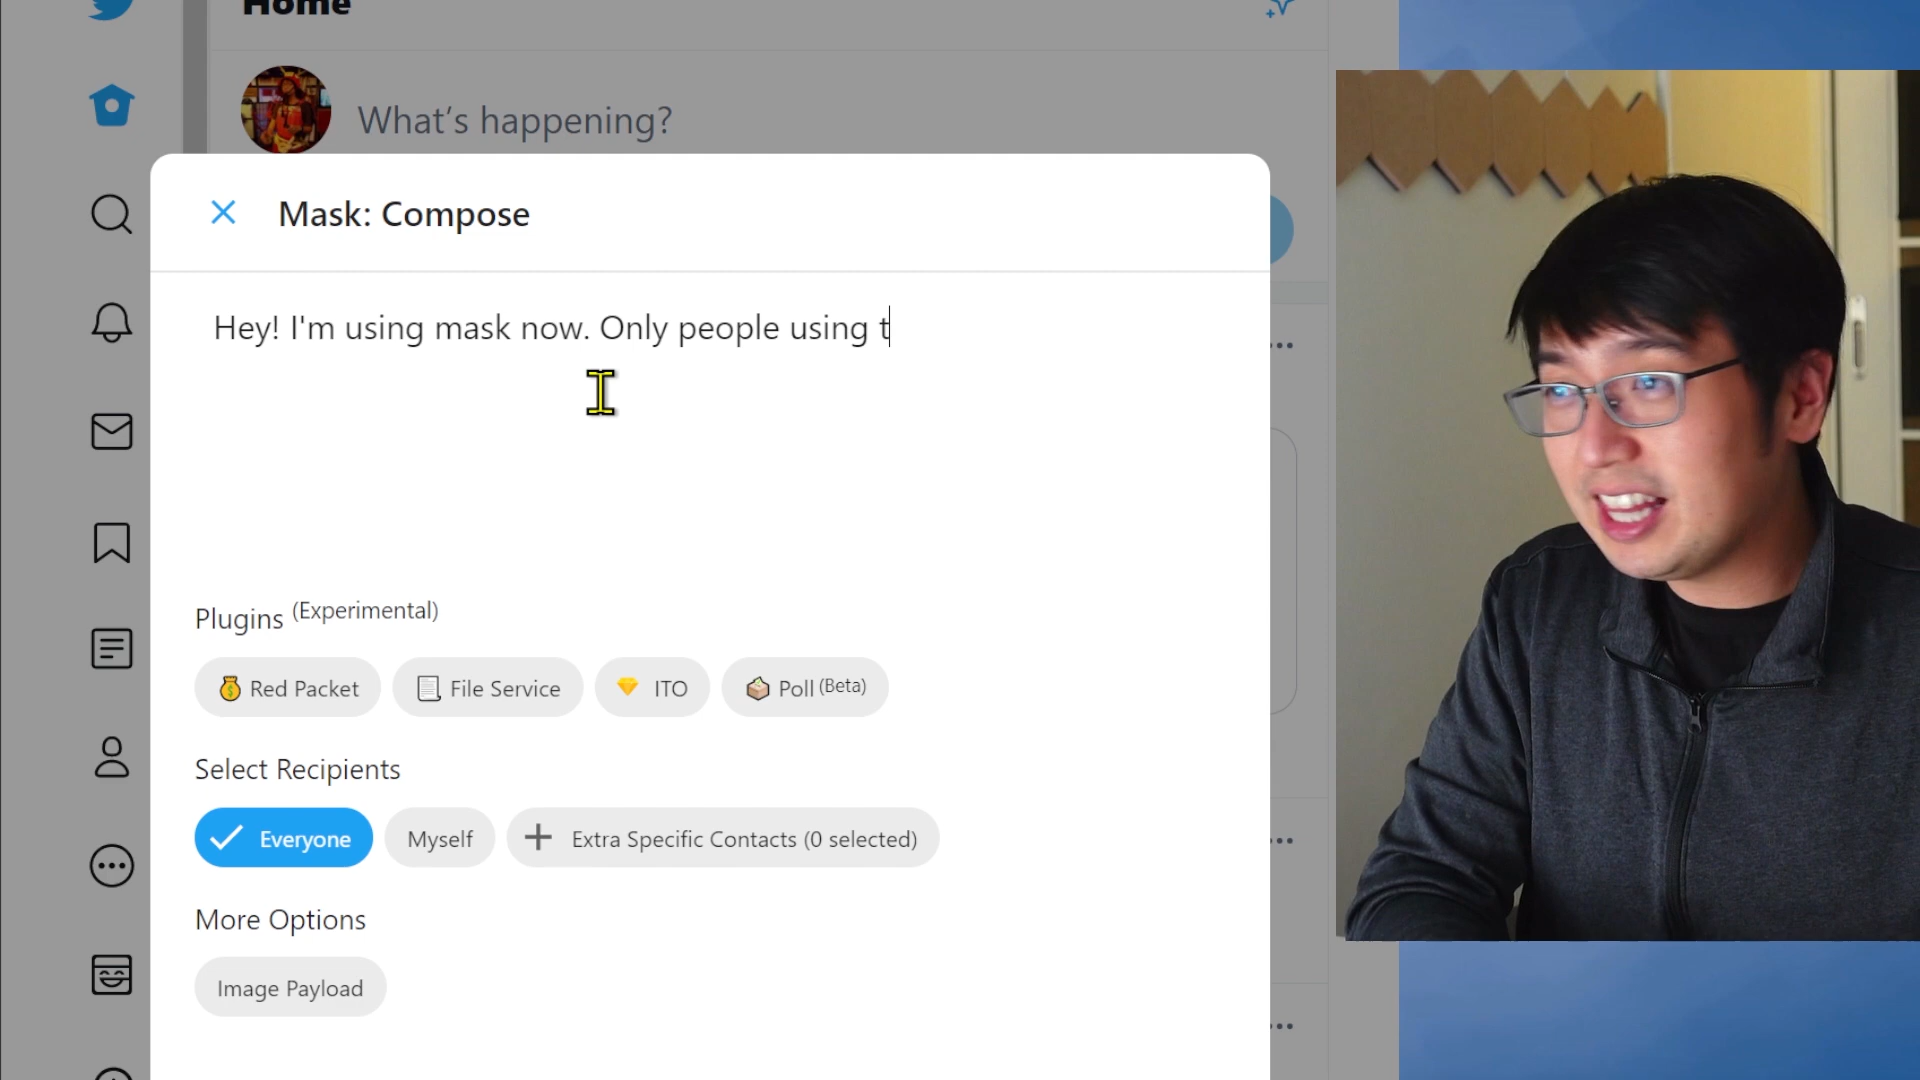 Home
What's happening?
Mask: Compose
Hey! I'm using mask now. Only people using t
Plugins (Experimental)
Red Packet
File Service
ITO
Poll (Beta)
Select Recipients
Everyone
Myself
Extra Specific Contacts (0 selected)
More Options
Image Payload